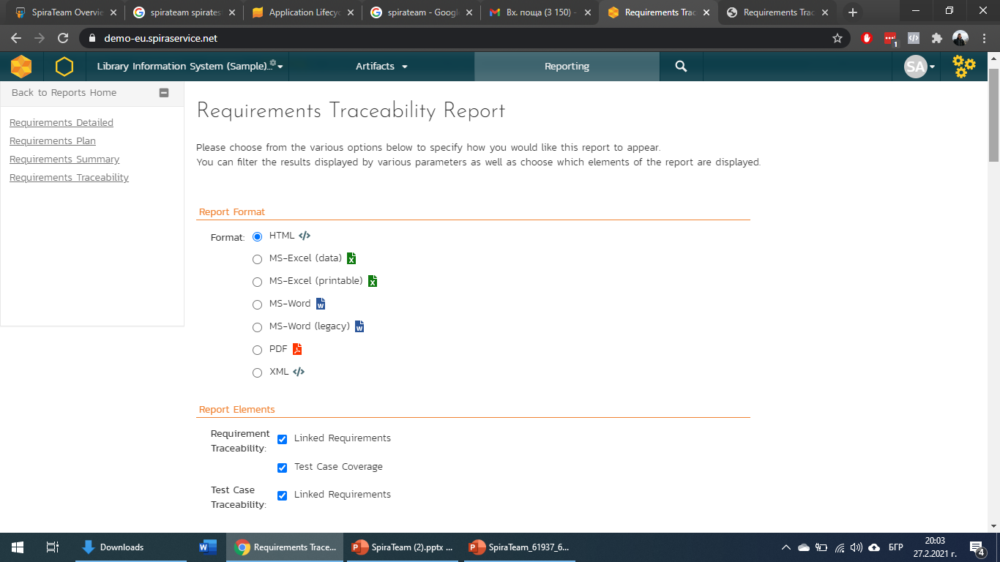 SpiraTeam Overvie
spirateam spirates
Application Lifecyc
spirateam - Googl
Вх. поща (3 150) -
Requirements Trac
Requirements Trac
demo-eu.spiraservice.net
1
Library Information System (Sample)...
Artifacts
Reporting
SA
Back to Reports Home
Requirements Detailed
Requirements Plan
Requirements Summary
Requirements Traceability
Requirements Traceability Report
Please choose from the various options below to specify how you would like this report to appear.
You can filter the results displayed by various parameters as well as choose which elements of the report are displayed.
Report Format
Format:
HTML
MS-Excel (data)
MS-Excel (printable)
MS-Word
MS-Word (legacy)
PDF
XML
Report Elements
Requirement
Traceability:
Linked Requirements
Test Case Coverage
Test Case
Traceability:
Linked Requirements
Downloads
Requirements Trace...
SpiraTeam (2).pptx ...
SpiraTeam_61937_6...
БГР
20:03
27.2.2021 г.
4